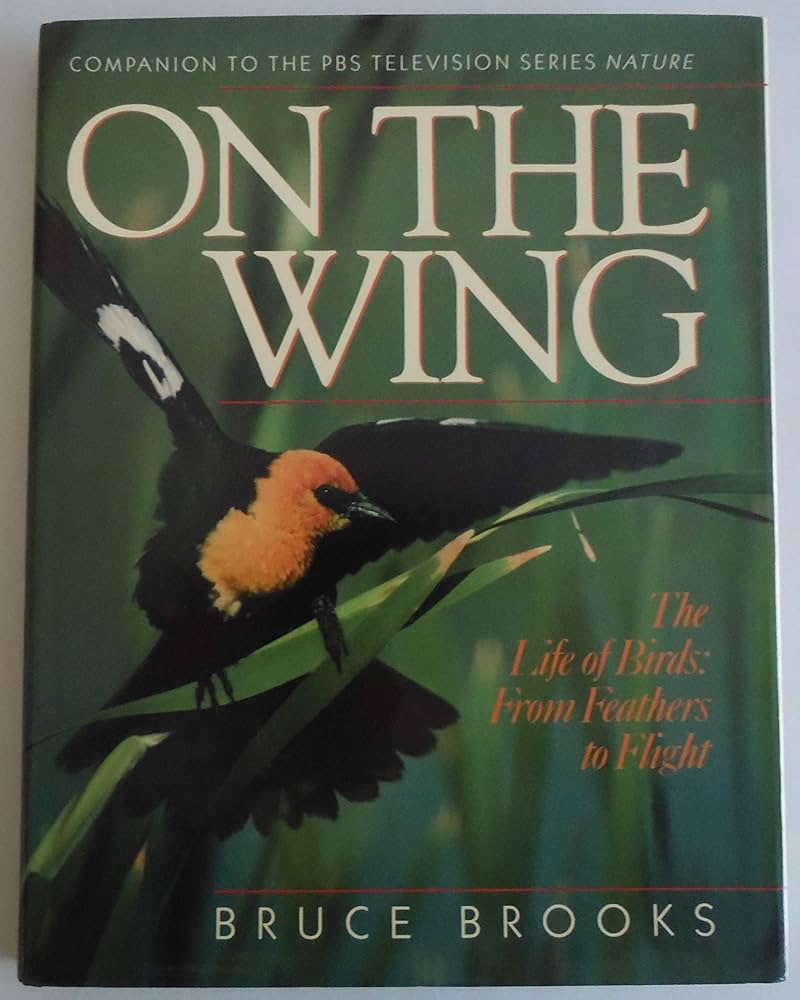 COMPANION TO THE PBS TELEVISION SERIES NATURE
ON THE
WING
The
Life of Birds:
From Feathers
to Flight
BRUCE BROOKS